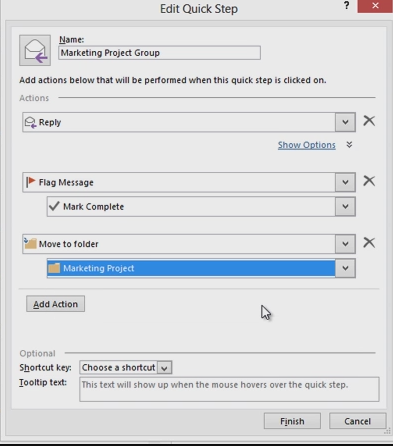 Edit Quick Step
?
Name:
Marketing Project Group
Add actions below that will be performed when this quick step is clicked on.
Actions
Reply
Show Options
Flag Message
Mark Complete
Move to folder
Marketing Project
Add Action
Optional
Shortcut key: Choose a shortcut
Tooltip text: This text will show up when the mouse hovers over the quick step.
Finish Cancel